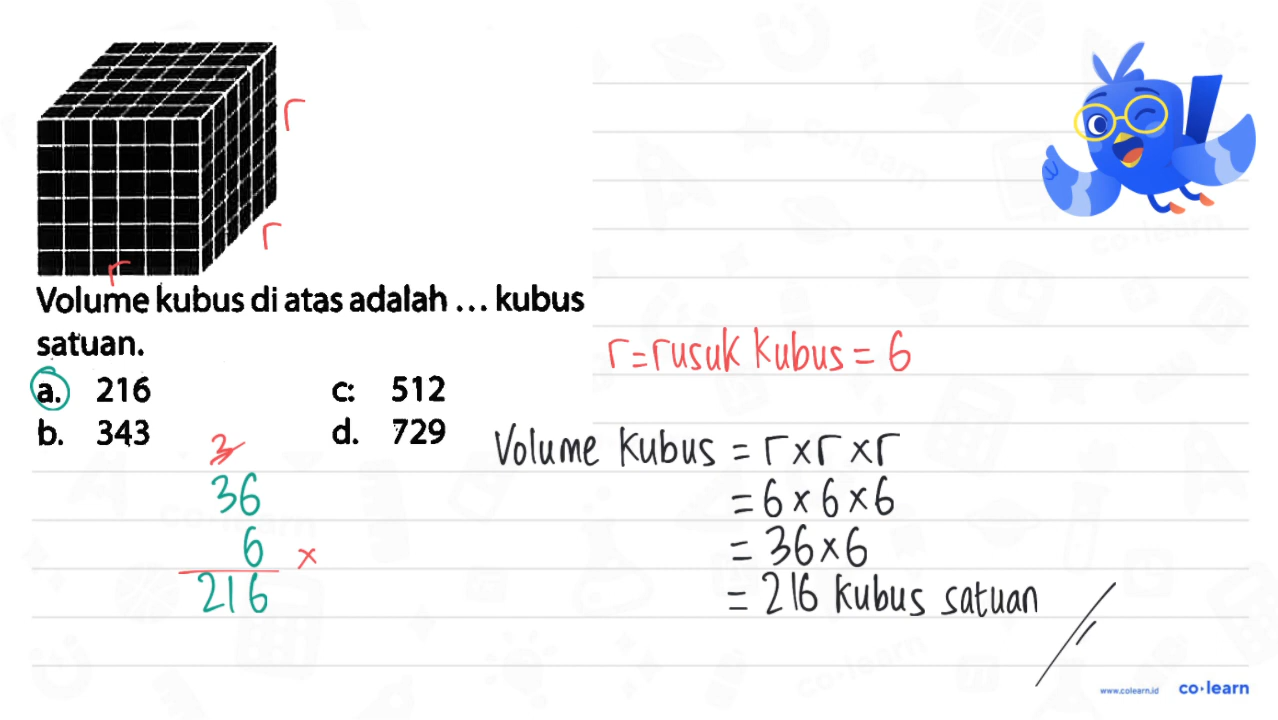 r
r
r
Volume kubus di atas adalah ... kubus
satuan.
a. 216 c. 512
b. 343 d. 729
r = rusuk kubus = 6
Volume kubus = r x r x r
= 6 x 6 x 6
= 36 x 6
= 216 kubus satuan
3
36
6 x
216
www.colearn.id co·learn